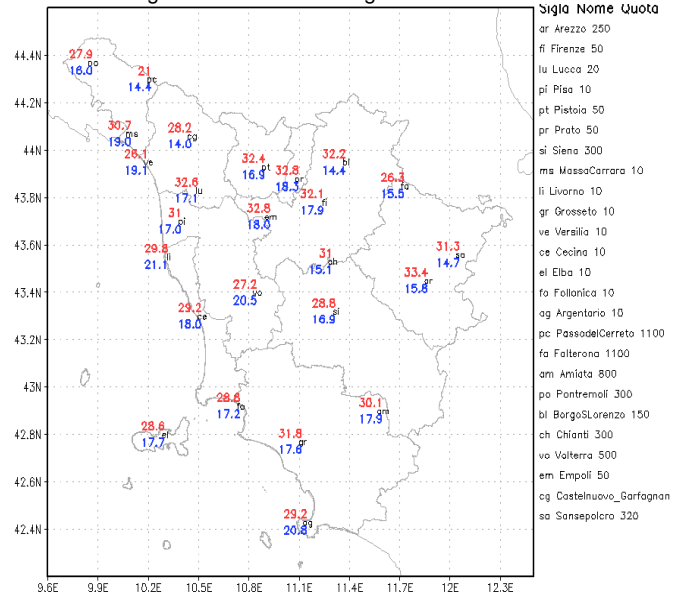 Sigla Nome Quota
ar Arezzo 250
fi Firenze 50
lu Lucca 20
pi Pisa 10
pt Pistoia 50
pr Prato 50
si Siena 300
ms MassaCarrara 10
li Livorno 10
gr Grosseto 10
ve Versilia 10
ce Cecina 10
el Elba 10
fo Follonica 10
ag Argentario 10
pc PassodelCerreto 1100
fa Falterona 1100
am Amiata 800
po Pontremoli 300
bl BorgoSLorenzo 150
ch Chianti 300
vo Volterra 500
em Empoli 50
cg Castelnuovo_Garfagnan
sa Sansepolcro 320
44.4N
44.2N
44N
43.8N
43.6N
43.4N
43.2N
43N
42.8N
42.6N
42.4N
27.9 po
16.0
21 pc
14.4
30.7 ms
19.0
28.2 cg
14.0
26.1 ve
19.1
32.4 pt
16.9
32.8 pr
18.3
32.2 bl
14.4
26.3 fa
15.5
32.6 lu
17.1
32.1 fi
17.9
31 pi
17.0
32.8 em
18.0
29.8 li
21.1
31 ch
15.1
31.3 sa
14.7
33.4 ar
15.8
27.2 vo
20.5
29.2 ce
18.0
28.8 si
16.9
28.8 fo
17.2
30.1 am
17.9
28.6 el
17.7
31.8 gr
17.6
29.2 ag
20.8
9.6E 9.9E 10.2E 10.5E 10.8E 11.1E 11.4E 11.7E 12E 12.3E